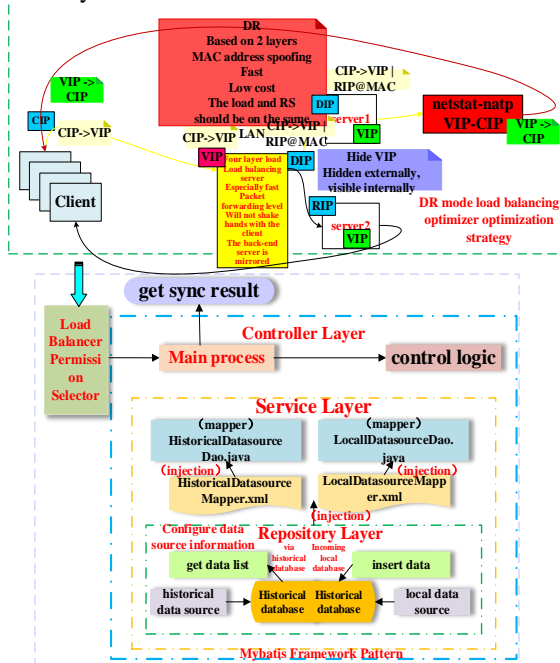 DR
Based on 2 layers
MAC address spoofing
Fast
Low cost
The load and RS
should be on the same
LAN
VIP ->
CIP
CIP
CIP->VIP
Client
CIP->VIP |
RIP@MAC
DIP
server1
VIP
netstat-natp
VIP-CIP
VIP ->
CIP
CIP->VIP
VIP
CIP->VIP |
RIP@MAC
DIP
Four layer load
Load balancing
server
Especially fast
Packet
forwarding level
Will not shake
hands with the
client
The back-end
server is
mirrored
Hide VIP
Hidden externally,
visible internally
RIP
server2
VIP
DR mode load balancing
optimizer optimization
strategy
get sync result
Load
Balancer
Permissi
on
Selector
Controller Layer
Main process
control logic
Service Layer
(mapper)
HistoricalDatasource
Dao.java
(mapper)
LocallDatasourceDao.
java
(injection)
(injection)
HistoricalDatasource
Mapper.xml
LocalDatasourceMapp
er.xml
(injection)
Configure data
source information
Repository Layer
via
historical
database
Incoming
local
database
get data list
insert data
historical
data source
Historical
database
Historical
database
local data
source
Mybatis Framework Pattern